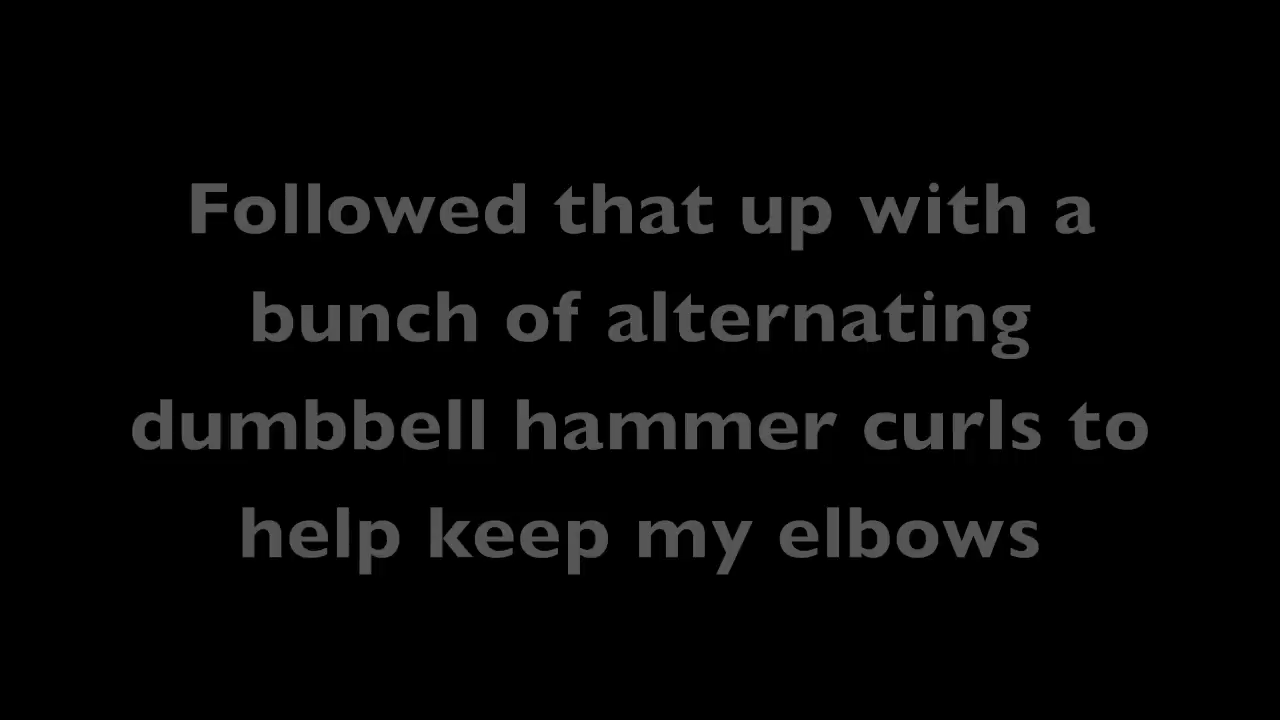 Followed that up with a
bunch of alternating
dumbbell hammer curls to
help keep my elbows